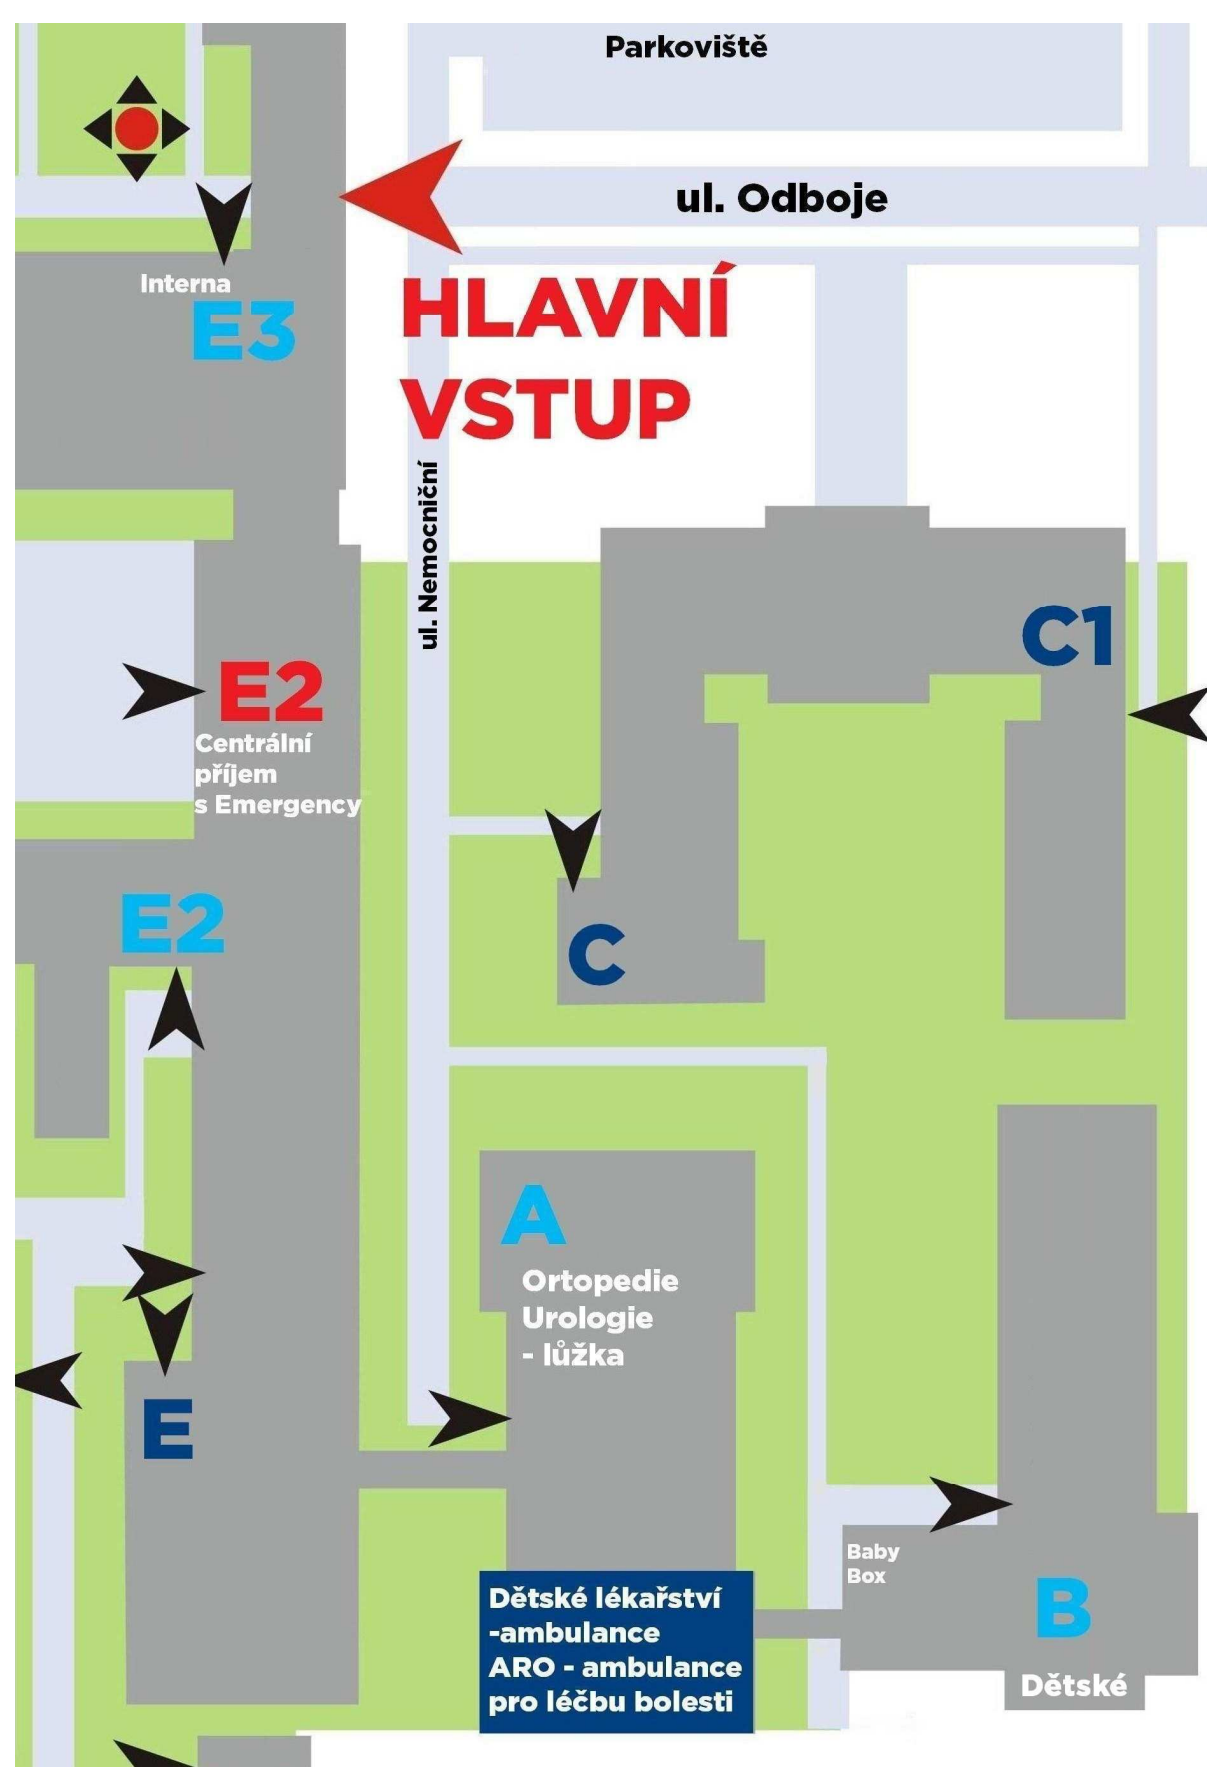 Parkoviště
ul. Odboje
Interna
E3
HLAVNÍ
VSTUP
ul. Nemocniční
C1
E2
Centrální
příjem
s Emergency
E2
C
A
Ortopedie
Urologie
- lůžka
E
Baby
Box
B
Dětské
Dětské lékařství
-ambulance
ARO - ambulance
pro léčbu bolesti